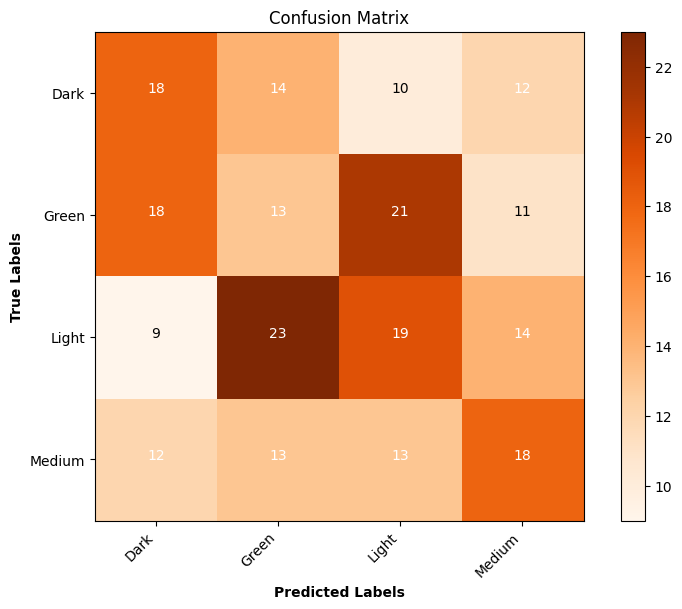 Confusion Matrix
True Labels
Dark 18 14 10 12
Green 18 13 21 11
Light 9 23 19 14
Medium 12 13 13 18
Dark Green Light Medium
Predicted Labels
22
20
18
16
14
12
10